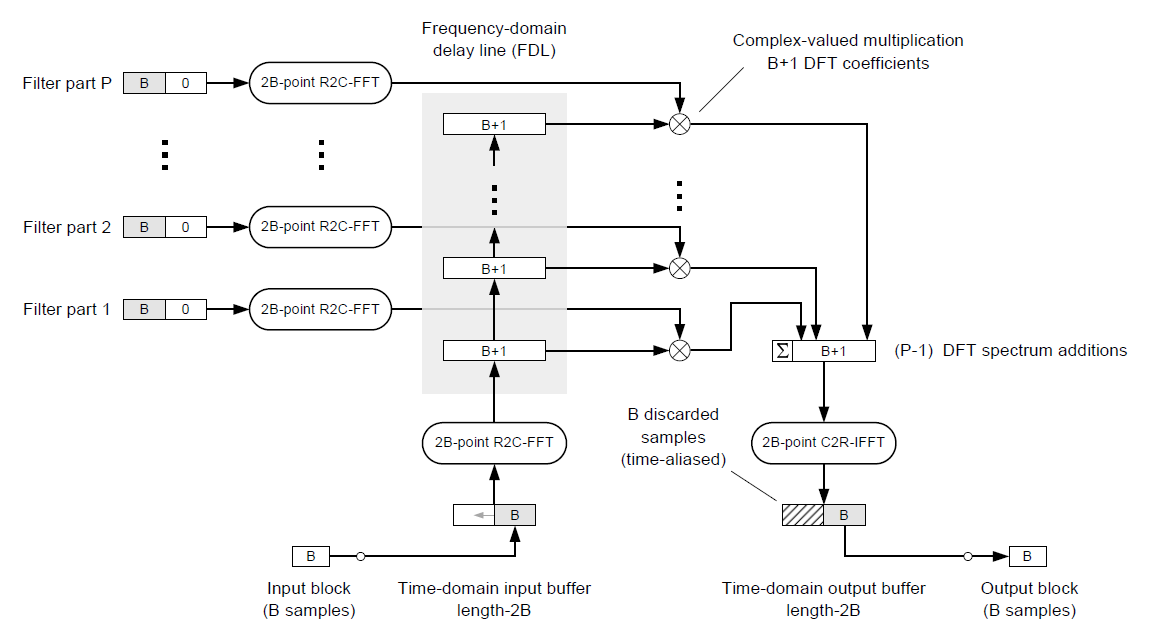 Frequency-domain
delay line (FDL)
Complex-valued multiplication
B+1 DFT coefficients
Filter part P
B 0
2B-point R2C-FFT
B+1
Filter part 2
B 0
2B-point R2C-FFT
B+1
Filter part 1
B 0
2B-point R2C-FFT
B+1
Σ B+1
(P-1) DFT spectrum additions
2B-point R2C-FFT
B discarded
samples
(time-aliased)
2B-point C2R-IFFT
B
B
B
B
Input block
(B samples)
Time-domain input buffer
length-2B
Time-domain output buffer
length-2B
Output block
(B samples)